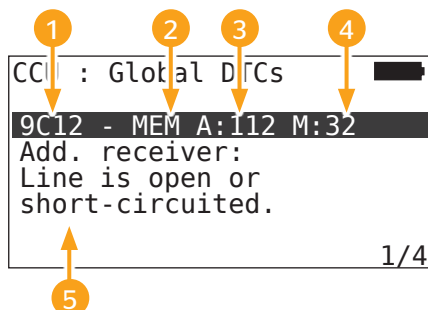 1 2 3 4
CCU : Global DTCs
9C12 - MEM A:112 M:32
Add. receiver:
Line is open or
short-circuited.
1/4
5